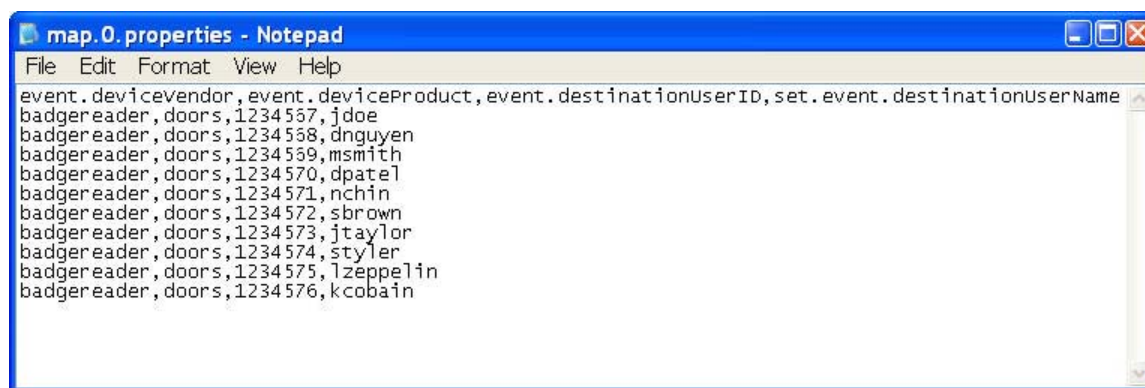 map.0.properties - Notepad
File Edit Format View Help
event.deviceVendor,event.deviceProduct,event.destinationUserID,set.event.destinationUserName
badgereader,doors,1234567,jdoe
badgereader,doors,1234568,dnguyen
badgereader,doors,1234569,msmith
badgereader,doors,1234570,dpatel
badgereader,doors,1234571,nchin
badgereader,doors,1234572,sbrown
badgereader,doors,1234573,jtaylor
badgereader,doors,1234574,styler
badgereader,doors,1234575,lzeppelin
badgereader,doors,1234576,kcobain